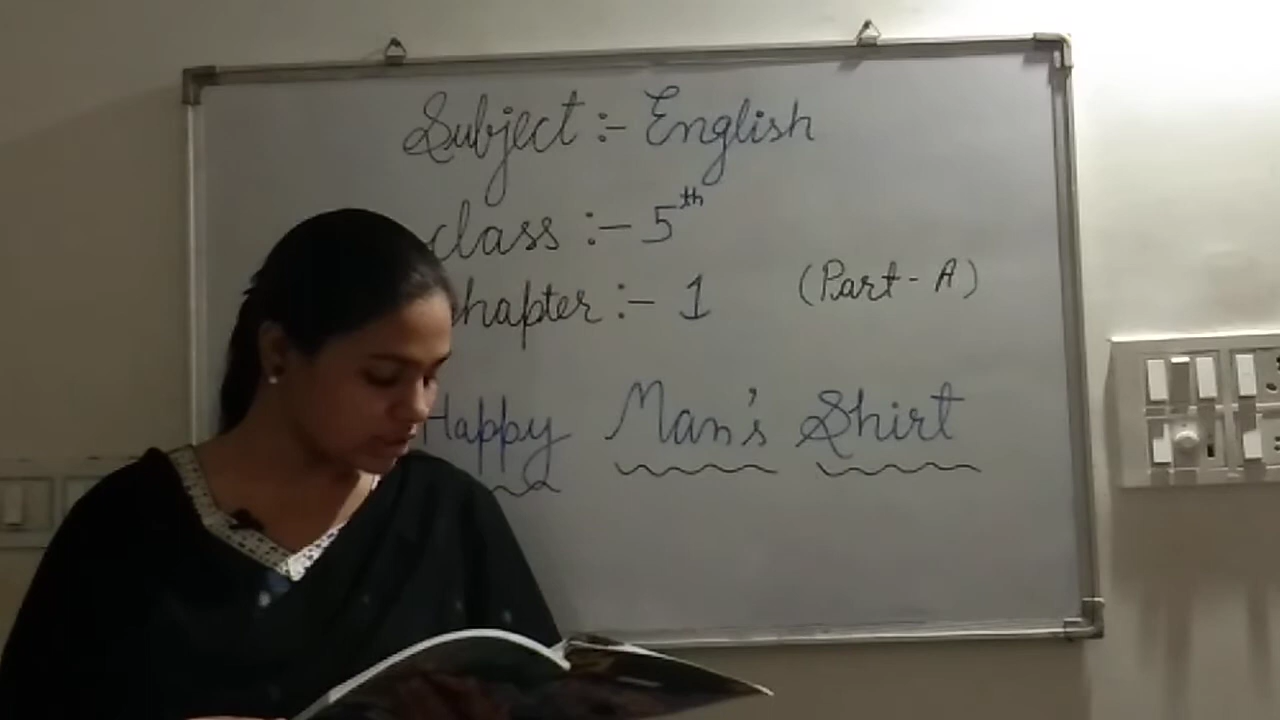 Subject :- English
class :- 5th
hapter :- 1 (Part - A)
Happy Man's Shirt